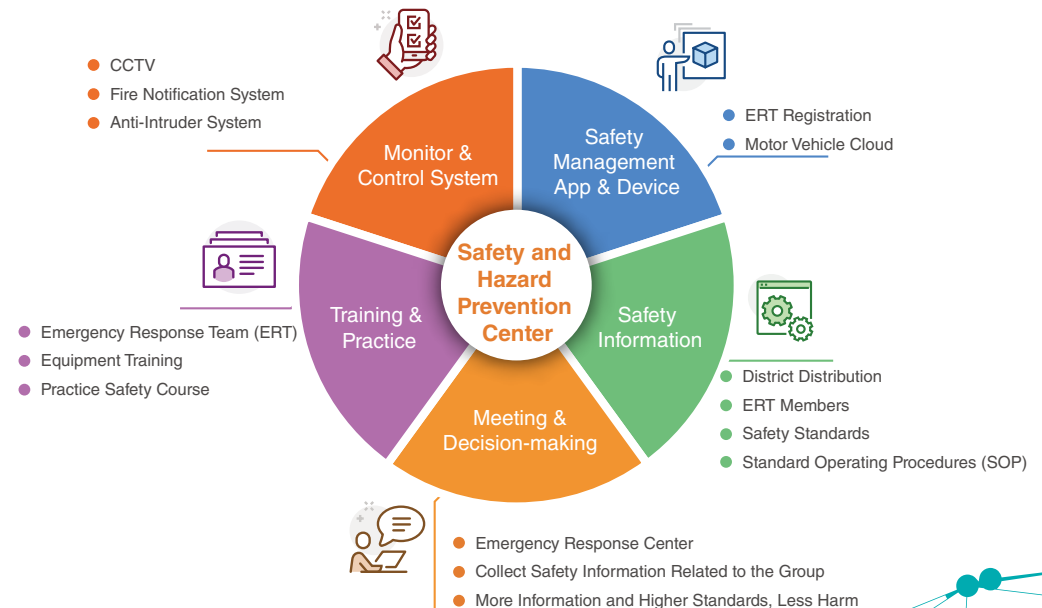 CCTV
Fire Notification System
Anti-Intruder System
Monitor &
Control System
Safety
Management
App & Device
ERT Registration
Motor Vehicle Cloud
Safety and
Hazard
Prevention
Center
Training &
Practice
Emergency Response Team (ERT)
Equipment Training
Practice Safety Course
Safety
Information
District Distribution
ERT Members
Safety Standards
Standard Operating Procedures (SOP)
Meeting &
Decision-making
Emergency Response Center
Collect Safety Information Related to the Group
More Information and Higher Standards, Less Harm